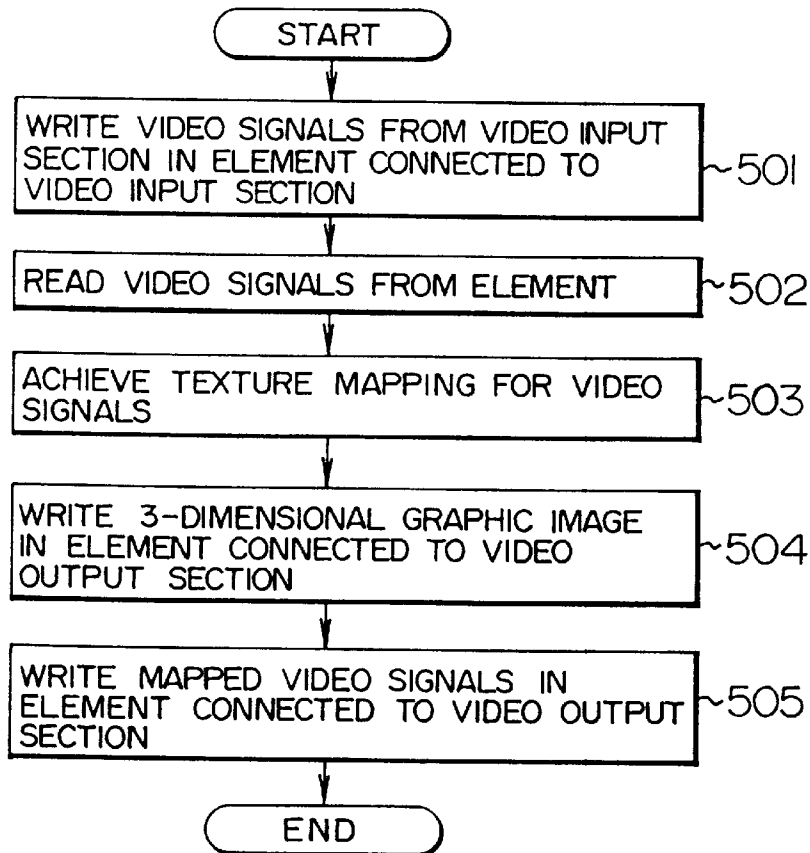 START
WRITE VIDEO SIGNALS FROM VIDEO INPUT
SECTION IN ELEMENT CONNECTED TO
VIDEO INPUT SECTION
~501
READ VIDEO SIGNALS FROM ELEMENT
~502
ACHIEVE TEXTURE MAPPING FOR VIDEO
SIGNALS
~503
WRITE 3-DIMENSIONAL GRAPHIC IMAGE
IN ELEMENT CONNECTED TO VIDEO
OUTPUT SECTION
~504
WRITE MAPPED VIDEO SIGNALS IN
ELEMENT CONNECTED TO VIDEO OUTPUT
SECTION
~505
END